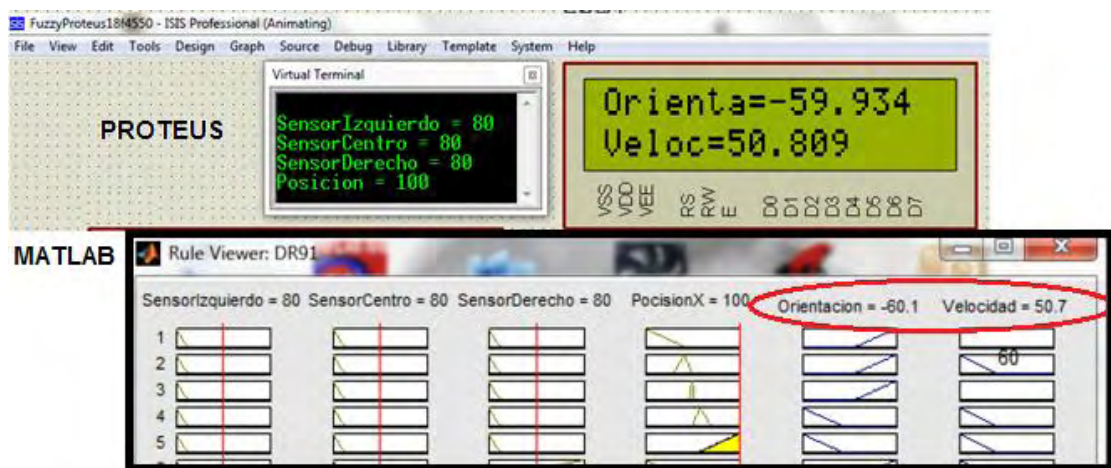 FuzzyProteus18f4550 - ISIS Professional (Animating)
File View Edit Tools Design Graph Source Debug Library Template System Help
Virtual Terminal
PROTEUS
SensorIzquierdo = 80
SensorCentro = 80
SensorDerecho = 80
Posicion = 100
Orienta=-59.934
Veloc=50.809
VSS VDD VEE RS RW E D0 D1 D2 D3 D4 D5 D6 D7
MATLAB
Rule Viewer: DR91
SensorIzquierdo = 80 SensorCentro = 80 SensorDerecho = 80 PocisionX = 100 Orientacion = -60.1 Velocidad = 50.7
1
2 60
3
4
5